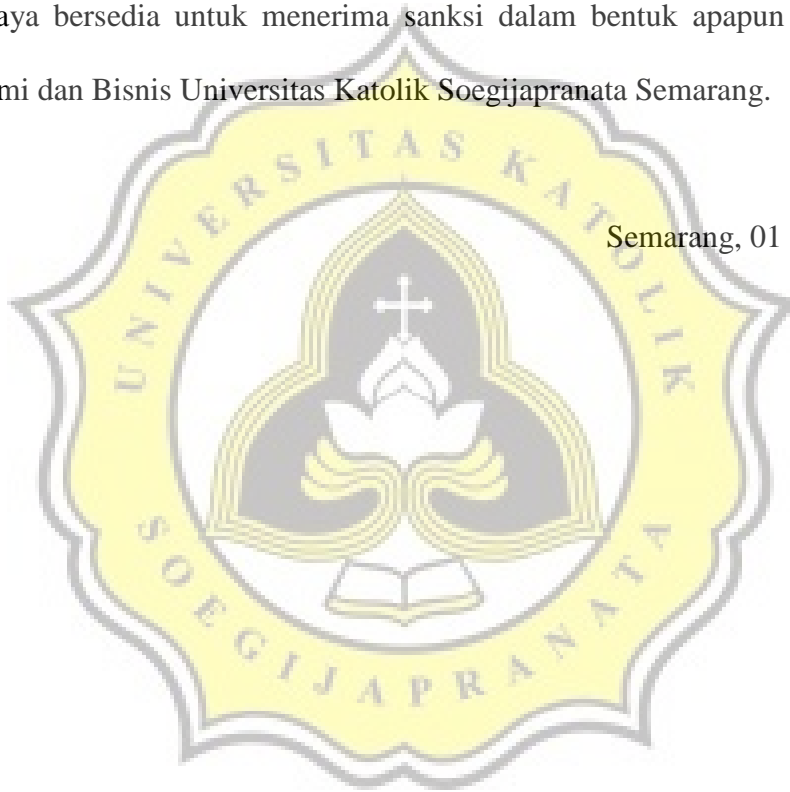 aya bersedia untuk menerima sanksi dalam bentuk apapun
mi dan Bisnis Universitas Katolik Soegijapranata Semarang.
Semarang, 01
UNIVERSITAS KATOLIK
SOEGIJAPRANATA